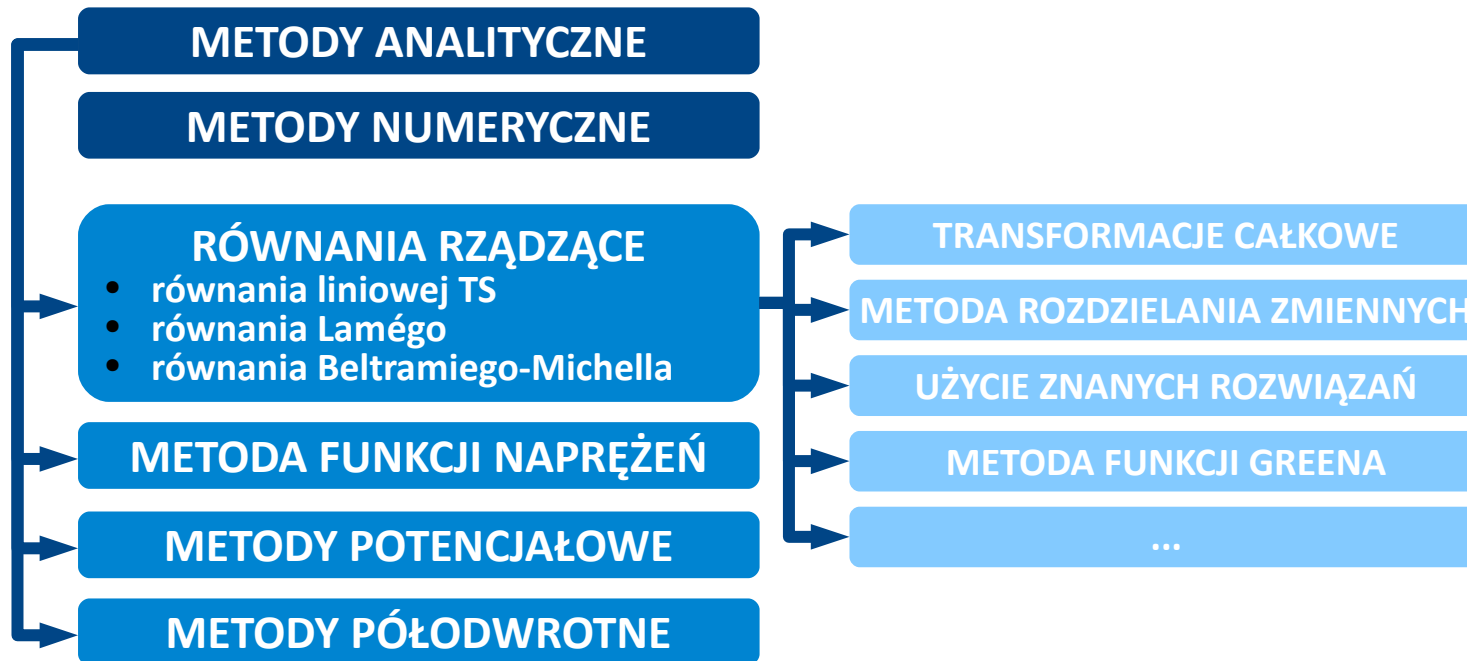 METODY ANALITYCZNE
METODY NUMERYCZNE
RÓWNANIA RZĄDZĄCE
• równania liniowej TS
• równania Lamégo
• równania Beltramiego-Michella
METODA FUNKCJI NAPRĘŻEŃ
METODY POTENCJAŁOWE
METODY PÓŁODWROTNE
TRANSFORMACJE CAŁKOWE
METODA ROZDZIELANIA ZMIENNYCH
UŻYCIE ZNANYCH ROZWIĄZAŃ
METODA FUNKCJI GREENA
...